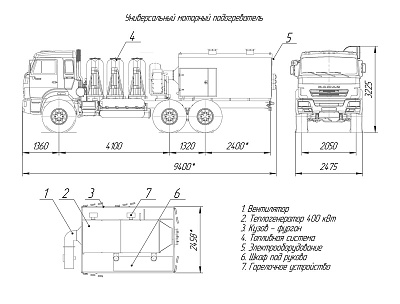 Универсальный моторный подогреватель
4
5
КАМАЗ
3225
1360
4100
1320
2400*
2050
9400*
2475
1
2
3
7
6
2498*
1. Вентилятор
2. Теплогенератор 400 кВт
3. Кузов - фургон
4. Топливная система
5. Электрооборудование
6. Шкаф под рукава
7. Горелочное устройство